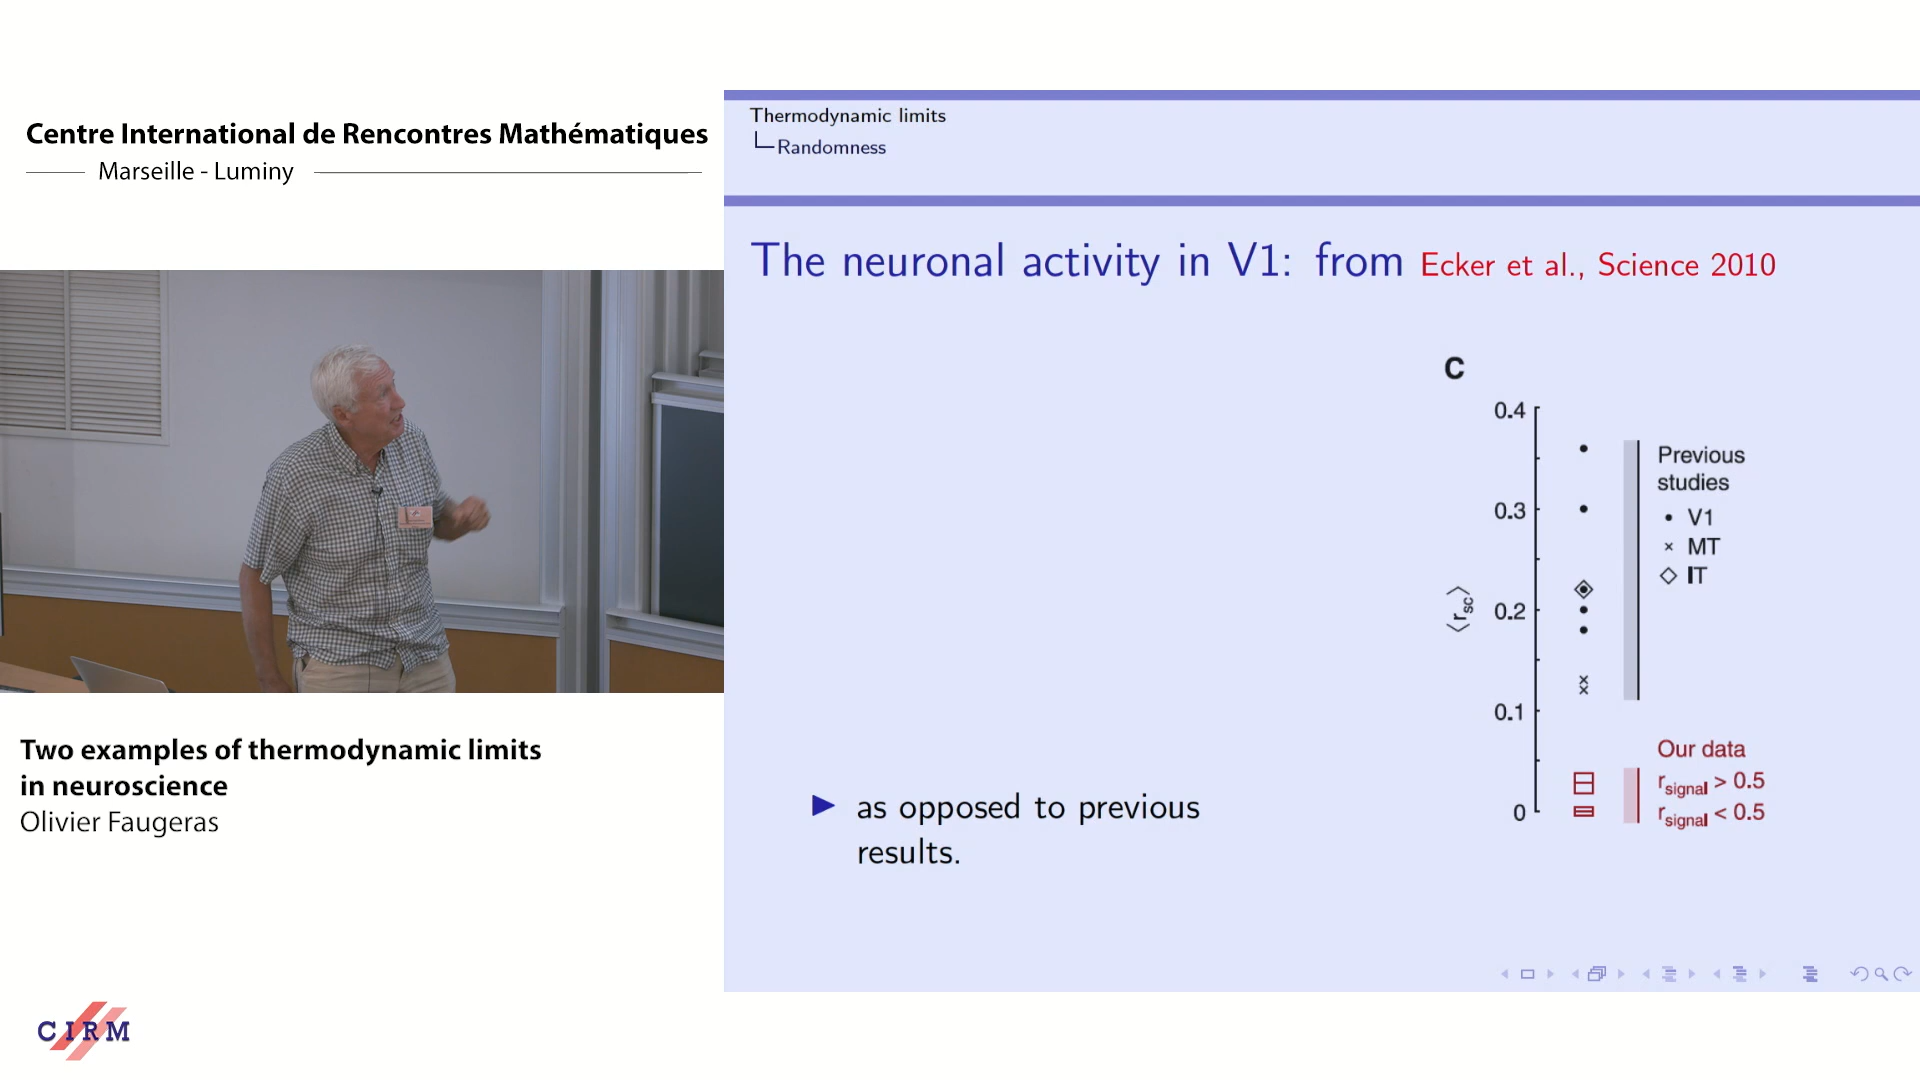 Centre International de Rencontres Mathématiques
Marseille - Luminy
Two examples of thermodynamic limits
in neuroscience
Olivier Faugeras
CIRM
Thermodynamic limits
Randomness
The neuronal activity in V1: from Ecker et al., Science 2010
as opposed to previous
results.
C
0.4
0.3
0.2
0.1
0
⟨rsc⟩
Previous
studies
• V1
× MT
◇ IT
Our data
rsignal > 0.5
rsignal < 0.5